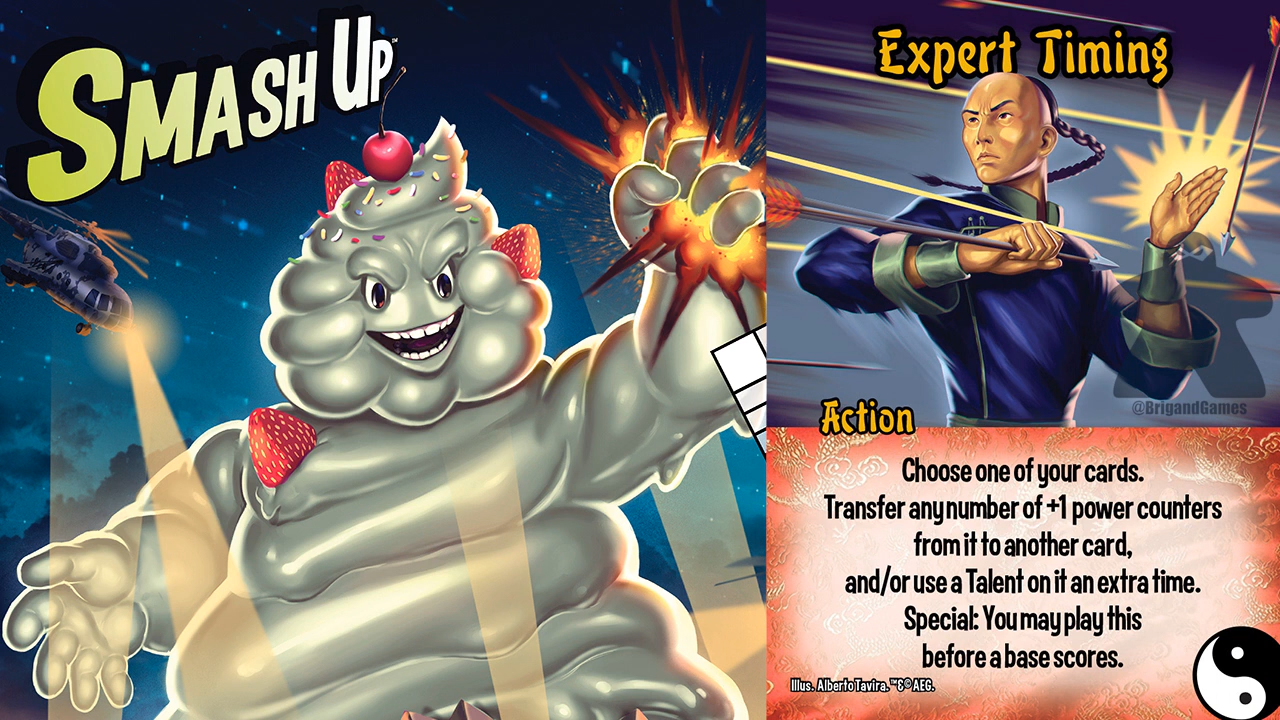 SMASH UP™
Expert Timing
@BrigandGames
Action
Choose one of your cards.
Transfer any number of +1 power counters
from it to another card,
and/or use a Talent on it an extra time.
Special: You may play this
before a base scores.
Illus. Alberto Tavira. ™&©AEG.